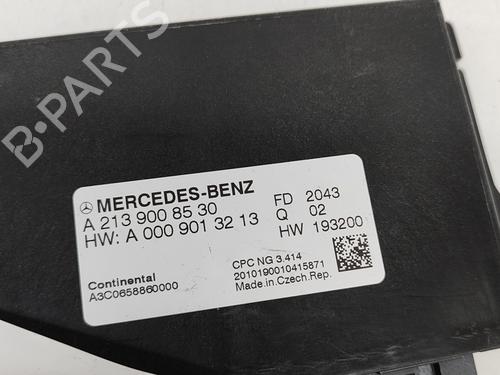 B-PARTS
MERCEDES-BENZ
A 213 900 85 30
HW: A 000 901 32 13
FD 2043
Q 02
HW 193200
Continental
A3C0658860000
CPC NG 3.414
2010190010415871
Made.in.Czech.Rep.